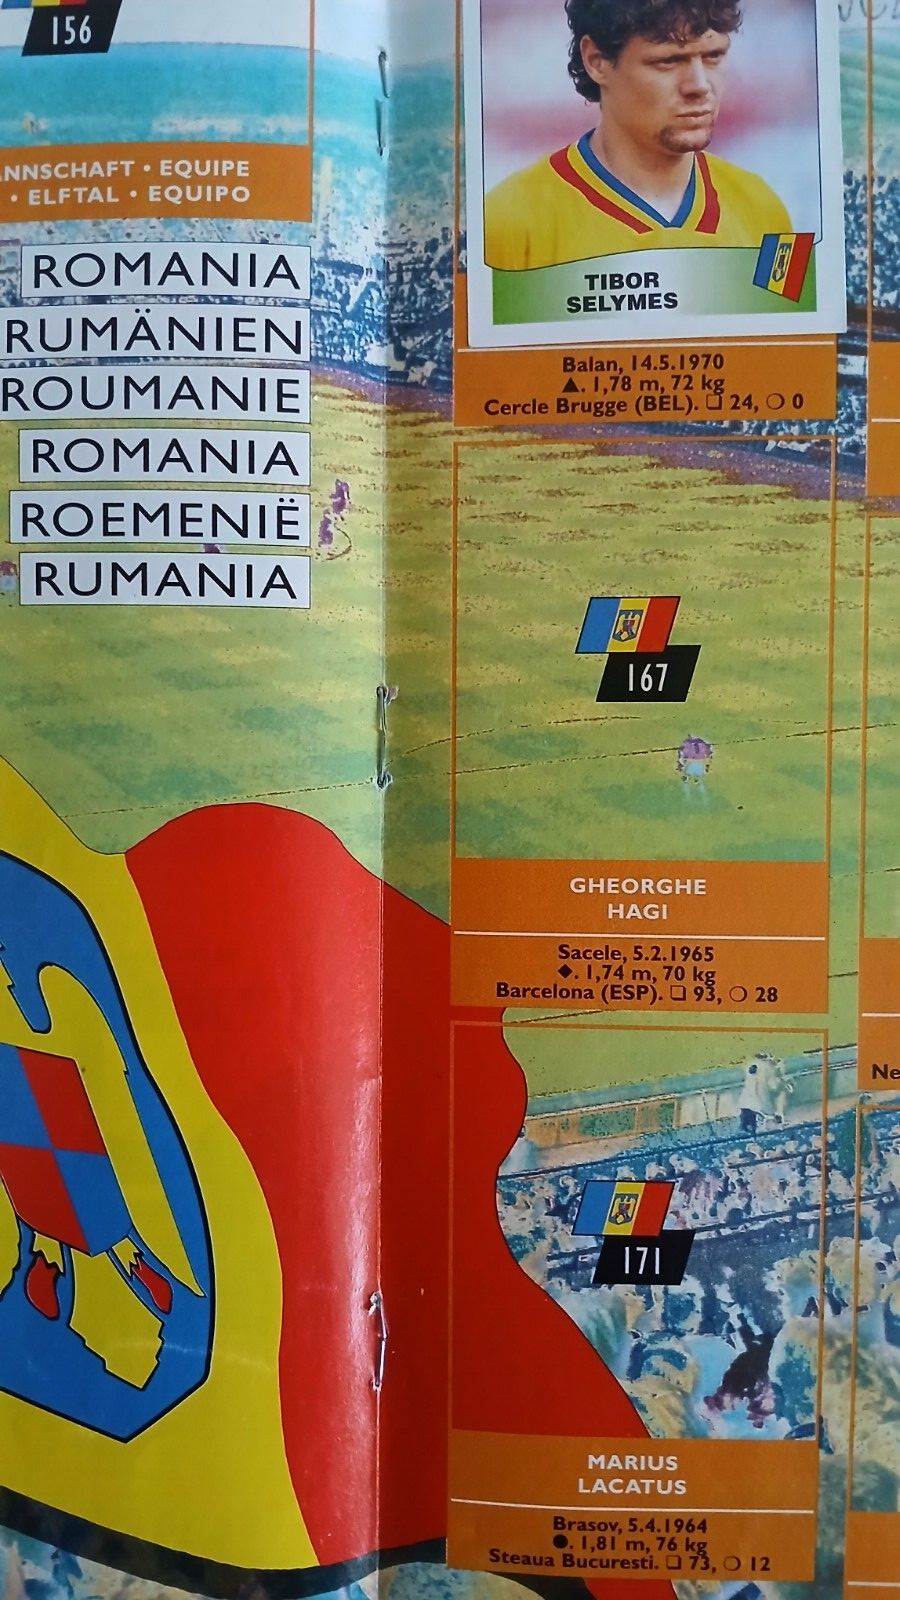 156
ANNSCHAFT • EQUIPE
• ELFTAL • EQUIPO
ROMANIA
RUMÄNIEN
ROUMANIE
ROMANIA
ROEMENIË
RUMANIA
TIBOR
SELYMES
Balan, 14.5.1970
▲. 1,78 m, 72 kg
Cercle Brugge (BEL). ❑ 24, ❍ 0
167
GHEORGHE
HAGI
Sacele, 5.2.1965
◆. 1,74 m, 70 kg
Barcelona (ESP). ❑ 93, ❍ 28
171
MARIUS
LACATUS
Brasov, 5.4.1964
●. 1,81 m, 76 kg
Steaua Bucuresti. ❑ 73, ❍ 12
Ne